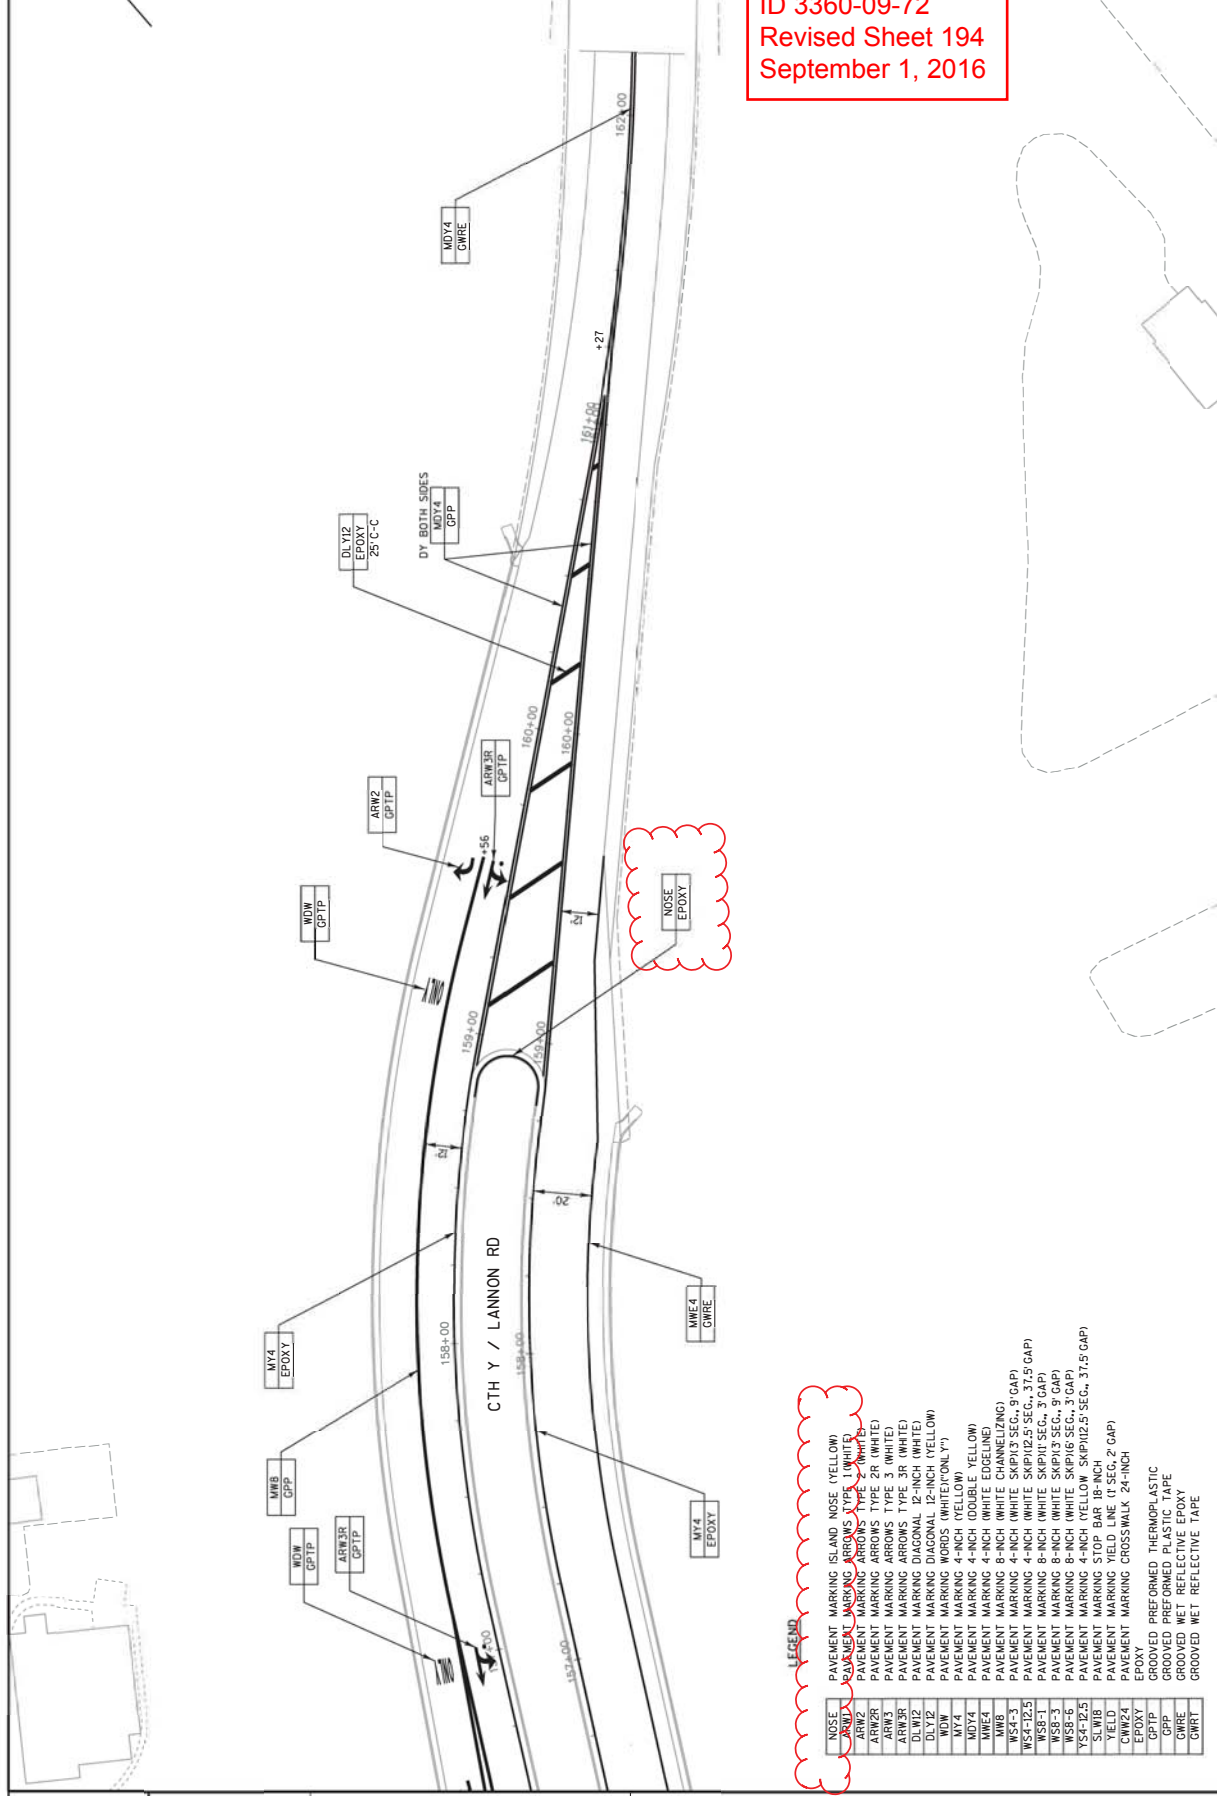 ID 3360-09-72
Revised Sheet 194
September 1, 2016
162+00
MDY4
GWRE
+27
161+00
DY BOTH SIDES
MDY4
GPP
DLY12
EPOXY
25' C-C
160+00
160+00
ARW3R
GPTP
ARW2
GPTP
+56
WDW
GPTP
ONLY
12'
NOSE
EPOXY
159+00
159+00
12'
20'
CTH Y / LANNON RD
MY4
EPOXY
158+00
158+00
MWE4
GWRE
MW8
GPP
MY4
EPOXY
WDW
GPTP
ARW3R
GPTP
ONLY
157+00
LEGEND
NOSE PAVEMENT MARKING ISLAND NOSE (YELLOW)
ARW1 PAVEMENT MARKING ARROWS TYPE 1 (WHITE)
ARW2 PAVEMENT MARKING ARROWS TYPE 2 (WHITE)
ARW2R PAVEMENT MARKING ARROWS TYPE 2R (WHITE)
ARW3 PAVEMENT MARKING ARROWS TYPE 3 (WHITE)
ARW3R PAVEMENT MARKING ARROWS TYPE 3R (WHITE)
DLW12 PAVEMENT MARKING DIAGONAL 12-INCH (WHITE)
DLY12 PAVEMENT MARKING DIAGONAL 12-INCH (YELLOW)
WDW PAVEMENT MARKING WORDS (WHITE)("ONLY")
MY4 PAVEMENT MARKING 4-INCH (YELLOW)
MDY4 PAVEMENT MARKING 4-INCH (DOUBLE YELLOW)
MWE4 PAVEMENT MARKING 4-INCH (WHITE EDGELINE)
MW8 PAVEMENT MARKING 8-INCH (WHITE CHANNELIZING)
WS4-3 PAVEMENT MARKING 4-INCH (WHITE SKIP)(3' SEC., 9' GAP)
WS4-12.5 PAVEMENT MARKING 4-INCH (WHITE SKIP)(12.5' SEC., 37.5' GAP)
WS8-1 PAVEMENT MARKING 8-INCH (WHITE SKIP)(1' SEC., 3' GAP)
WS8-3 PAVEMENT MARKING 8-INCH (WHITE SKIP)(3' SEC., 9' GAP)
WS8-6 PAVEMENT MARKING 8-INCH (WHITE SKIP)(6' SEC., 3' GAP)
YS4-12.5 PAVEMENT MARKING 4-INCH (YELLOW SKIP)(12.5' SEC., 37.5' GAP)
SLW18 PAVEMENT MARKING STOP BAR 18-INCH
YIELD PAVEMENT MARKING YIELD LINE (1' SEC, 2' GAP)
CWW24 PAVEMENT MARKING CROSSWALK 24-INCH
EPOXY EPOXY
GPTP GROOVED PREFORMED THERMOPLASTIC
GPP GROOVED PREFORMED PLASTIC TAPE
GWRE GROOVED WET REFLECTIVE EPOXY
GWRT GROOVED WET REFLECTIVE TAPE